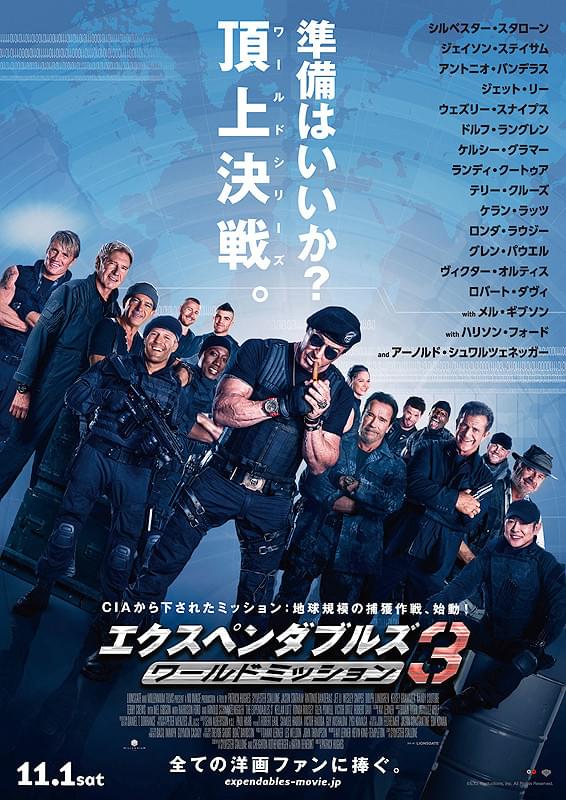 準備はいいか?
頂上決戦。
ワールドシリーズ
シルベスター・スタローン
ジェイソン・ステイサム
アントニオ・バンデラス
ジェット・リー
ウェズリー・スナイプス
ドルフ・ラングレン
ケルシー・グラマー
ランディ・クートゥア
テリー・クルーズ
ケラン・ラッツ
ロンダ・ラウジー
グレン・パウエル
ヴィクター・オルティス
ロバート・ダヴィ
with メル・ギブソン
with ハリソン・フォード
and アーノルド・シュワルツェネッガー
CIAから下されたミッション:地球規模の捕獲作戦、始動!
エクスペンダブルズ3
ワールドミッション
LIONSGATE
11.1sat
全ての洋画ファンに捧ぐ。
expendables-movie.jp